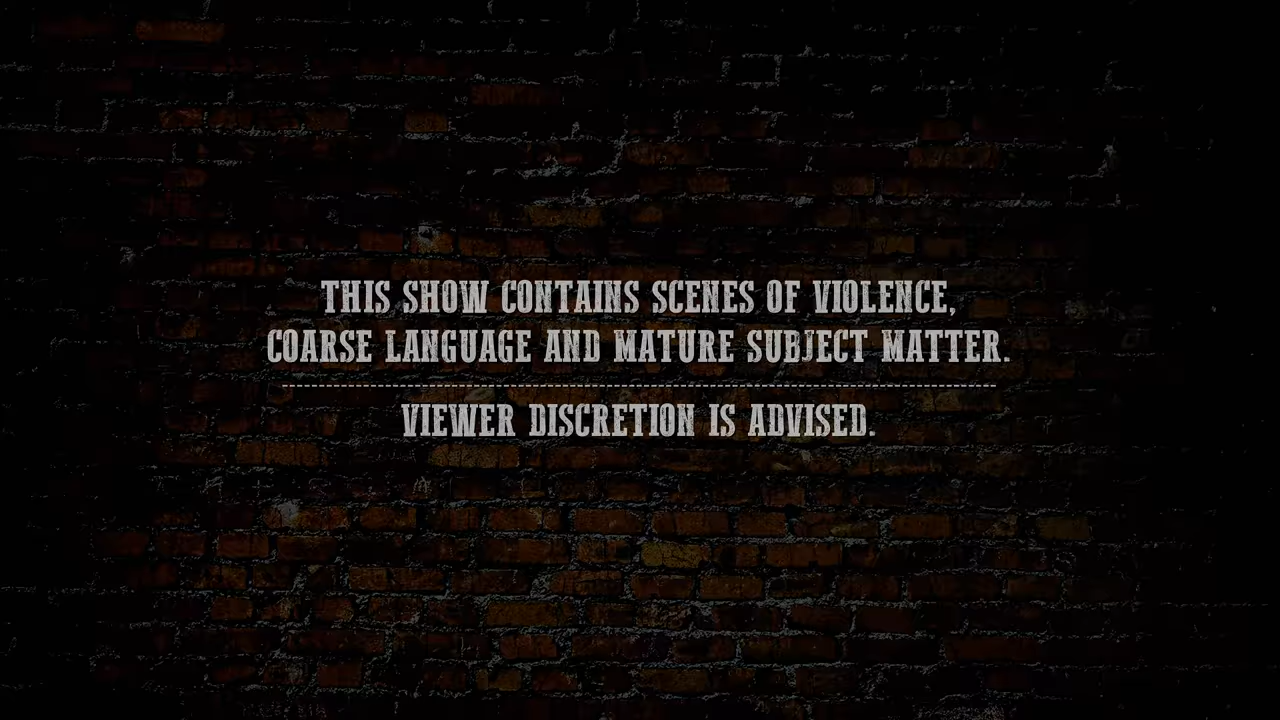 THIS SHOW CONTAINS SCENES OF VIOLENCE,
COARSE LANGUAGE AND MATURE SUBJECT MATTER.
VIEWER DISCRETION IS ADVISED.